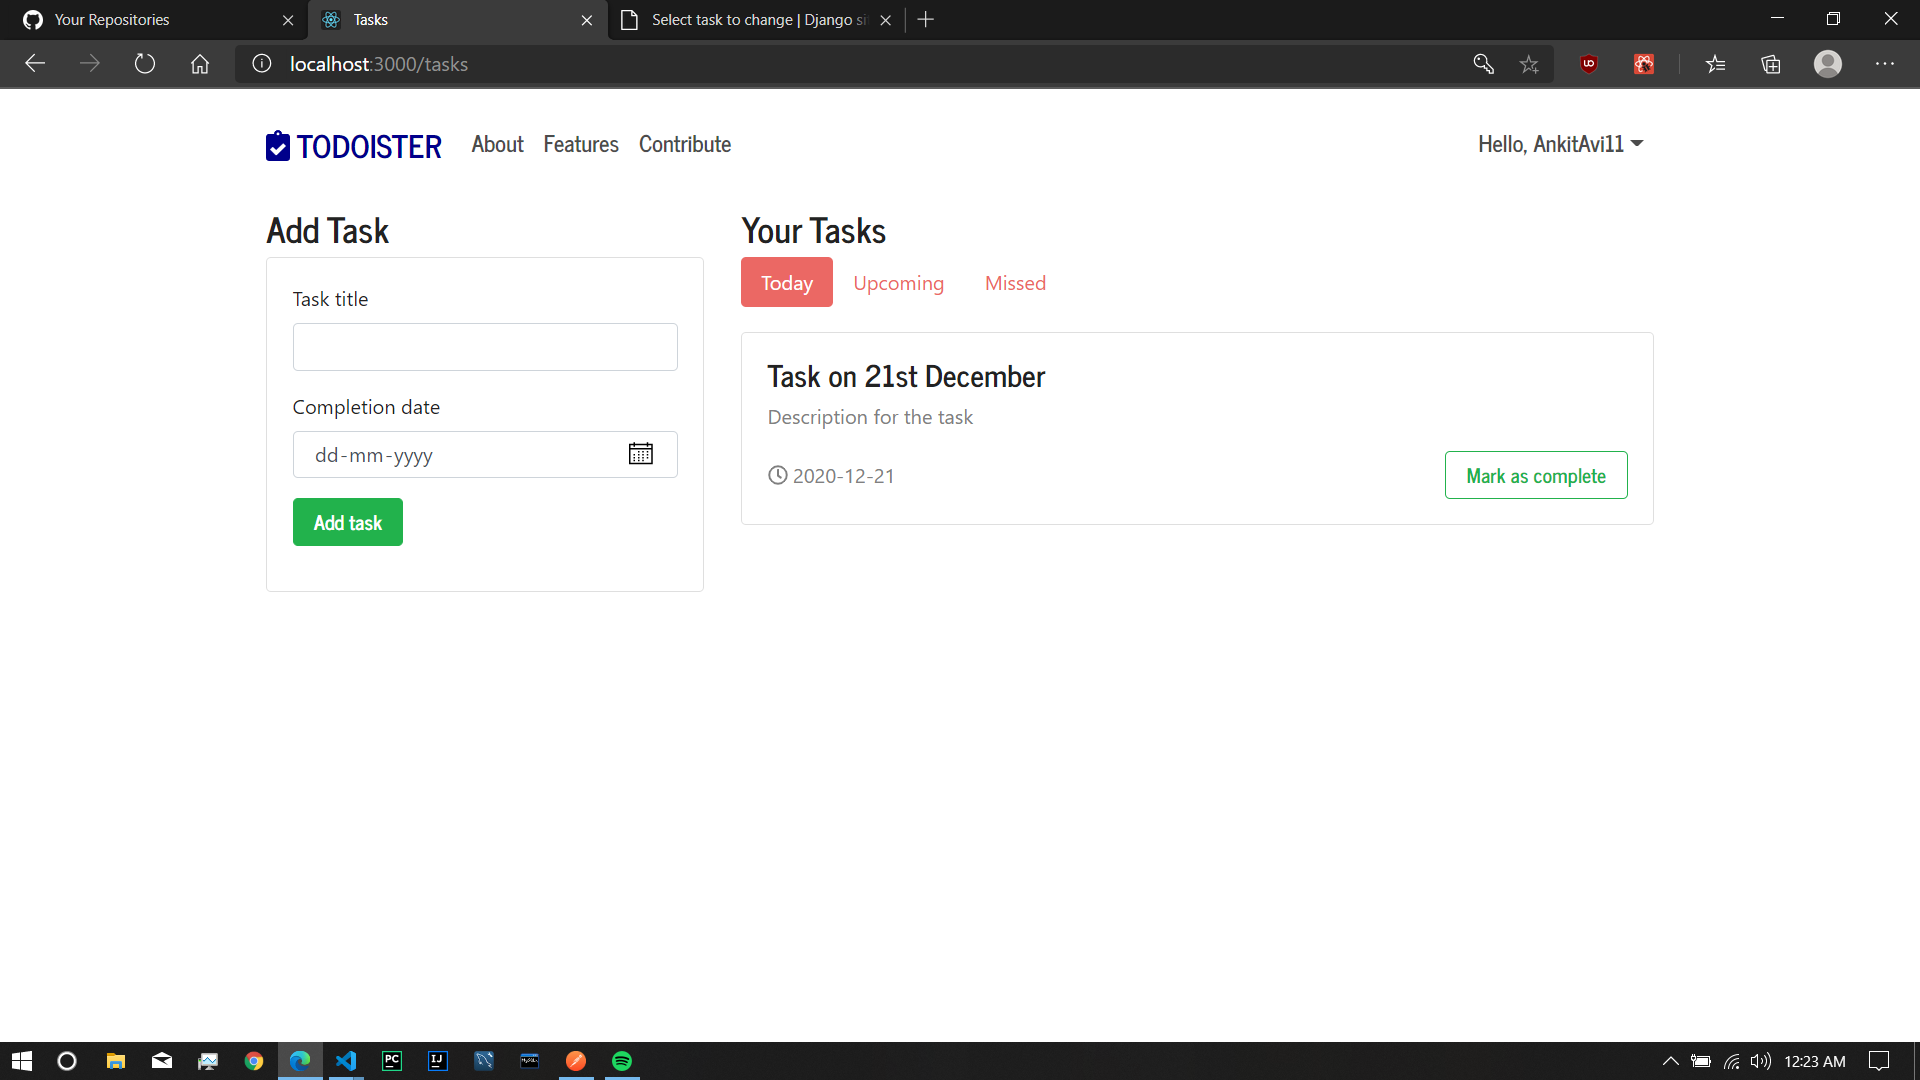 Your Repositories
Tasks
Select task to change | Django si
localhost:3000/tasks
TODOISTER
About
Features
Contribute
Hello, AnkitAvi11
Add Task
Task title
Completion date
dd-mm-yyyy
Add task
Your Tasks
Today
Upcoming
Missed
Task on 21st December
Description for the task
2020-12-21
Mark as complete
PC
IJ
12:23 AM